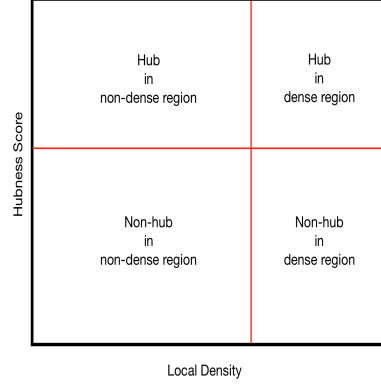 Hub
in
non-dense region
Hub
in
dense region
Hubness Score
Non-hub
in
non-dense region
Non-hub
in
dense region
Local Density